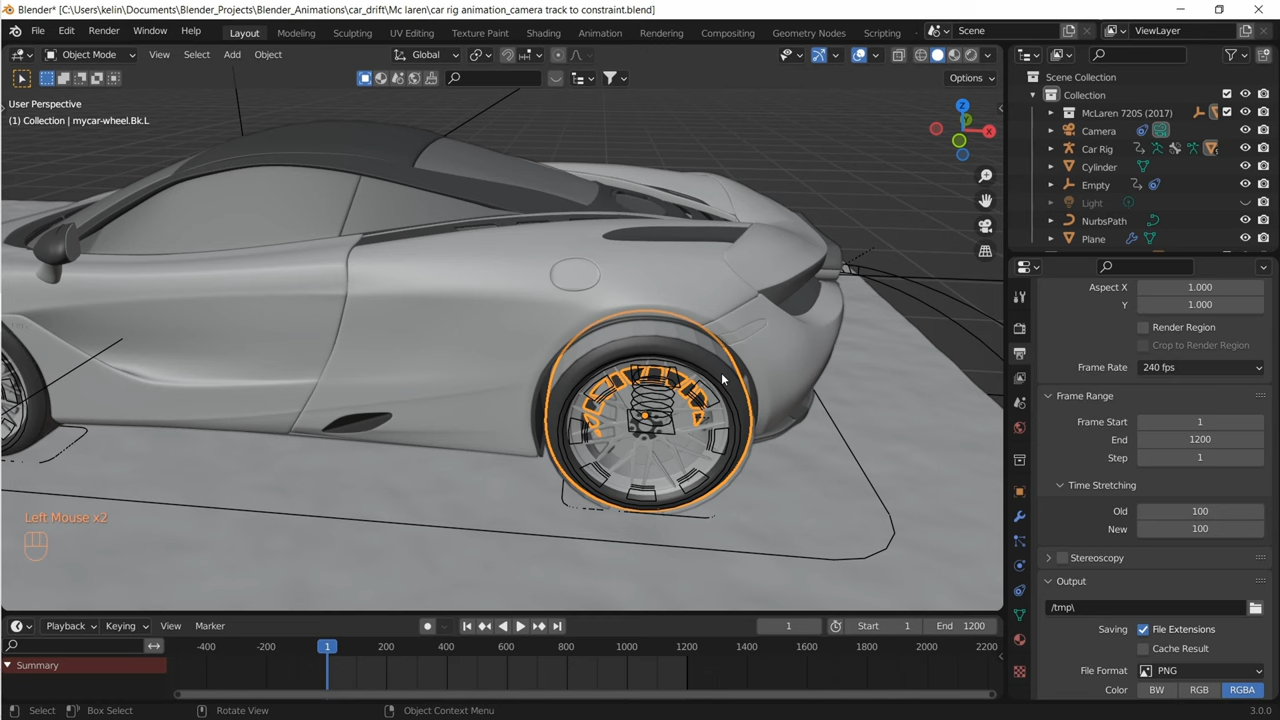 Blender* [C:\Users\kelin\Documents\Blender_Projects\Blender_Animations\car_drift\Mc laren\car rig animation_camera track to constraint.blend]
File Edit Render Window Help Layout Modeling Sculpting UV Editing Texture Paint Shading Animation Rendering Compositing Geometry Nodes Scripting Scene ViewLayer
Object Mode View Select Add Object Global
Options
User Perspective
(1) Collection | mycar-wheel.Bk.L
Z
Y
X
Left Mouse x2
Scene Collection
Collection
McLaren 720S (2017)
Camera
Car Rig
Cylinder
Empty
Light
NurbsPath
Plane
Aspect X 1.000
Y 1.000
Render Region
Crop to Render Region
Frame Rate 240 fps
Frame Range
Frame Start 1
End 1200
Step 1
Time Stretching
Old 100
New 100
Stereoscopy
Output
/tmp\
Saving File Extensions
Cache Result
File Format PNG
Color BW RGB RGBA
Playback Keying View Marker 1 Start 1 End 1200
-400 -200 1 200 400 600 800 1000 1200 1400 1600 1800 2000 2200
Summary
Select Box Select Rotate View Object Context Menu 3.0.0